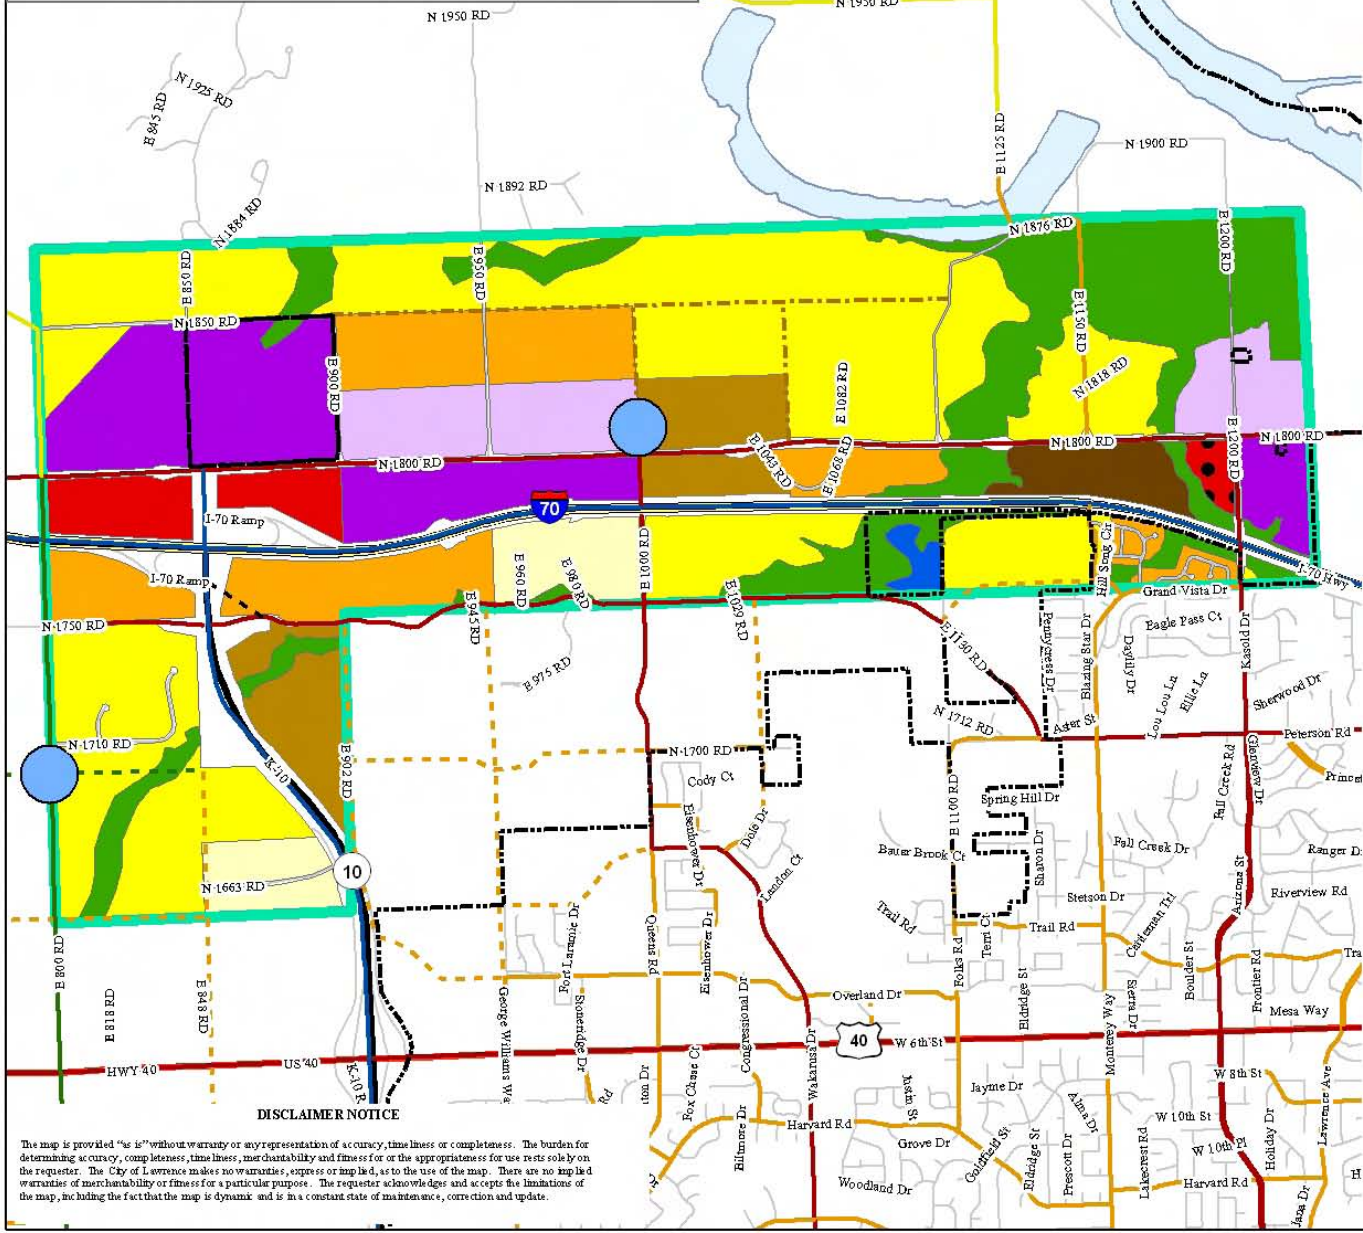 N 1950 RD
N 1950 RD
N 1925 RD
E 845 RD
E 1125 RD
N 1900 RD
N 1892 RD
N 1884 RD
N 1876 RD
E 1200 RD
E 850 RD
E 950 RD
N 1850 RD
E 1150 RD
E 900 RD
E 1082 RD
N 1818 RD
N 1800 RD
E 1043 RD
E 1068 RD
N 1800 RD
E 1200 RD
N 1800 RD
I-70 Ramp
70
I-70 Ramp
E 960 RD
E 980 RD
E 1000 RD
E 1029 RD
Hill Song Cir
I-70 Hwy
Grand Vista Dr
N 1750 RD
E 945 RD
E 1130 RD
Pennycress Dr
Blazing Star Dr
Eagle Pass Ct
Daylily Dr
Kasold Dr
E 975 RD
Lou Lou Ln
Ellie Ln
Sherwood Dr
N 1712 RD
Aster St
Peterson Rd
N 1710 RD
K-10
E 902 RD
N 1700 RD
Cody Ct
Fall Creek Rd
Glenview Dr
Eisenhower Dr
Dole Dr
E 1100 RD
Spring Hill Dr
Bauer Brook Ct
Sharon Dr
Fall Creek Dr
Ranger D
10
N 1663 RD
Landon Ct
Stetson Dr
Arizona St
Riverview Rd
Trail Rd
Terri Ct
Trail Rd
Cattleman Trl
E 800 RD
E 818 RD
E 848 RD
George Williams Wa
Fort Laramie Dr
Stoneridge Dr
Queens Rd
Eisenhower Dr
Congressional Dr
Folks Rd
Eldridge St
Overland Dr
Boulder St
Frontier Rd
Tra
Monterey Way
Sierra Dr
Mesa Way
40
W 6th St
HWY 40
US 40
K-10 R
Rd
ton Dr
Fox Chase Ct
Wakarusa Dr
Justin St
Jayme Dr
Alma Dr
W 8th St
Lawrence Ave
W 10th St
W 10th Pl
Biltmore Dr
Harvard Rd
Grove Dr
Goldfield St
Eldridge St
Prescott Dr
Lakecrest Rd
Holiday Dr
Woodland Dr
Harvard Rd
Jana Dr
H
Dr
DISCLAIMER NOTICE
The map is provided “as is” without warranty or any representation of accuracy, timeliness or completeness. The burden for
determining accuracy, completeness, timeliness, merchantability and fitness for or the appropriateness for use rests solely on
the requester. The City of Lawrence makes no warranties, express or implied, as to the use of the map. There are no implied
warranties of merchantability or fitness for a particular purpose. The requester acknowledges and accepts the limitations of
the map, including the fact that the map is dynamic and is in a constant state of maintenance, correction and update.